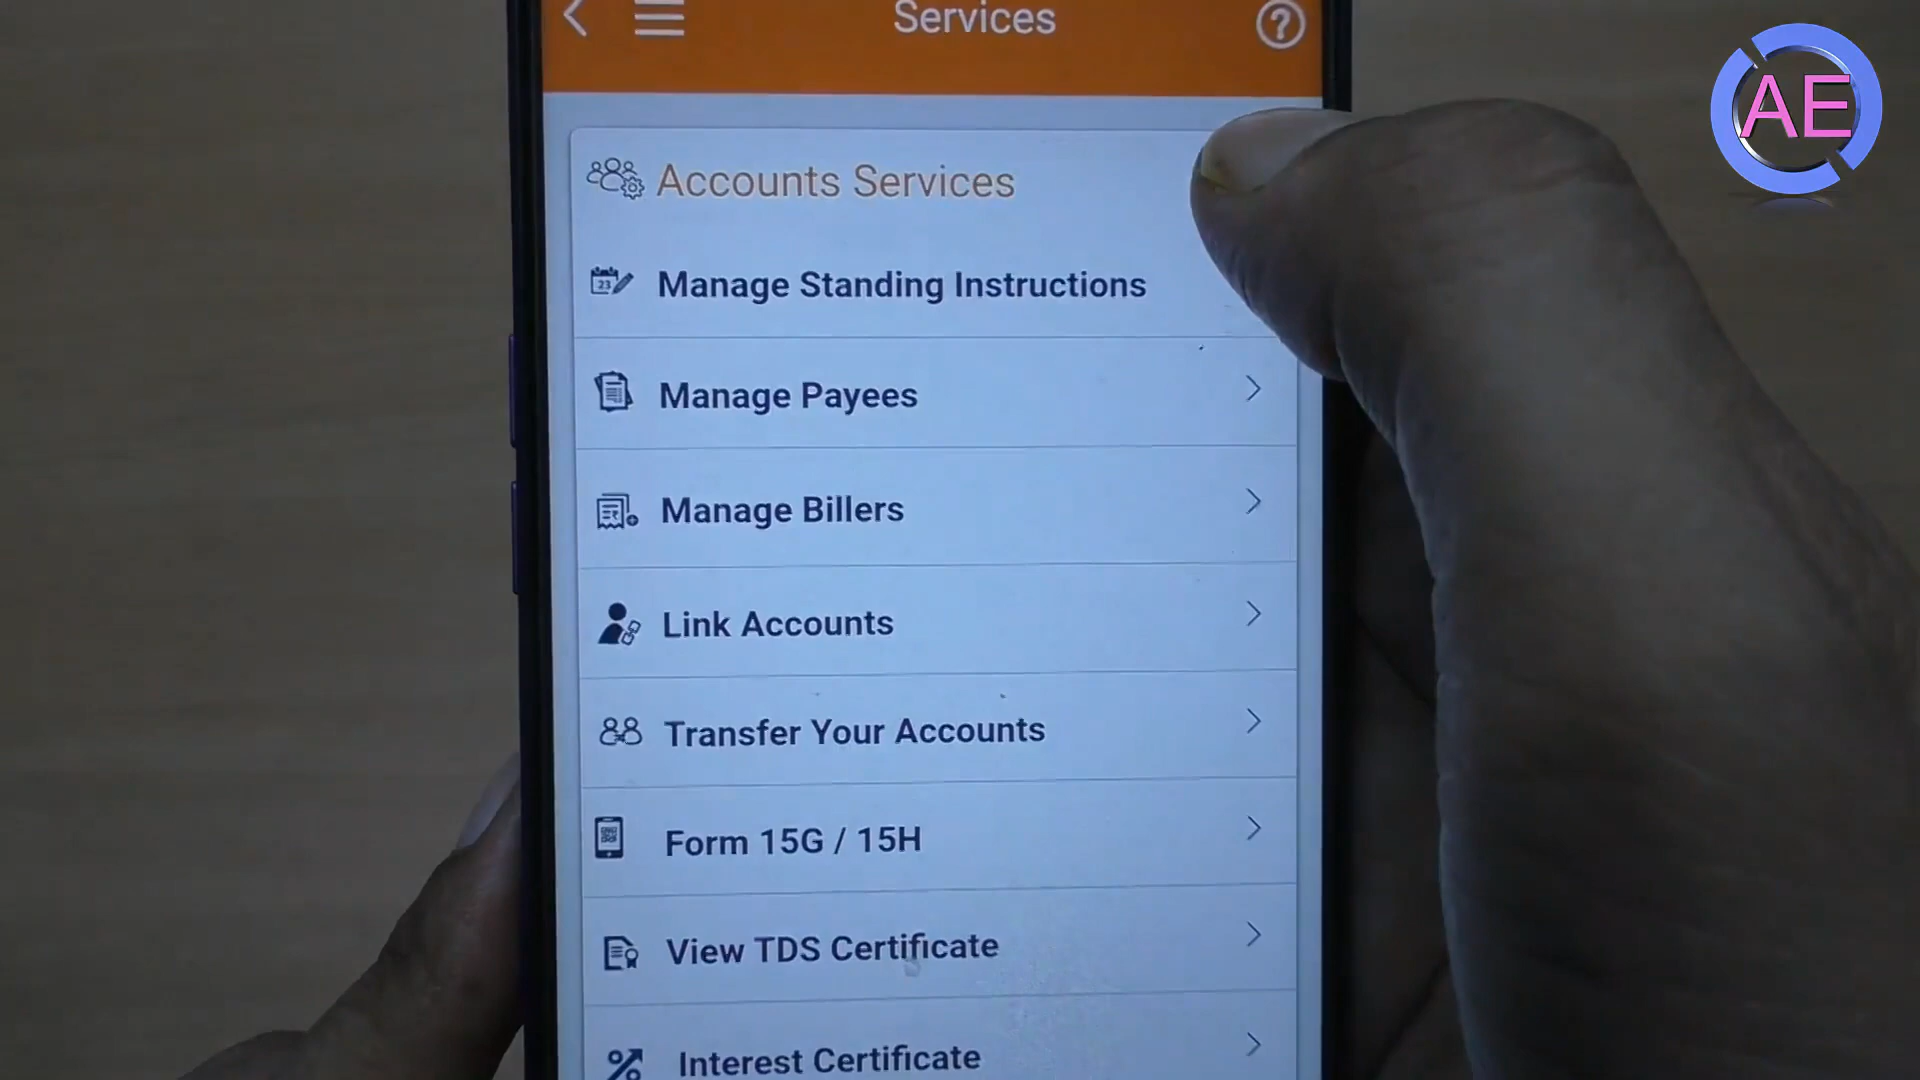 Services
AE
Accounts Services
Manage Standing Instructions
Manage Payees
Manage Billers
Link Accounts
Transfer Your Accounts
Form 15G / 15H
View TDS Certificate
Interest Certificate